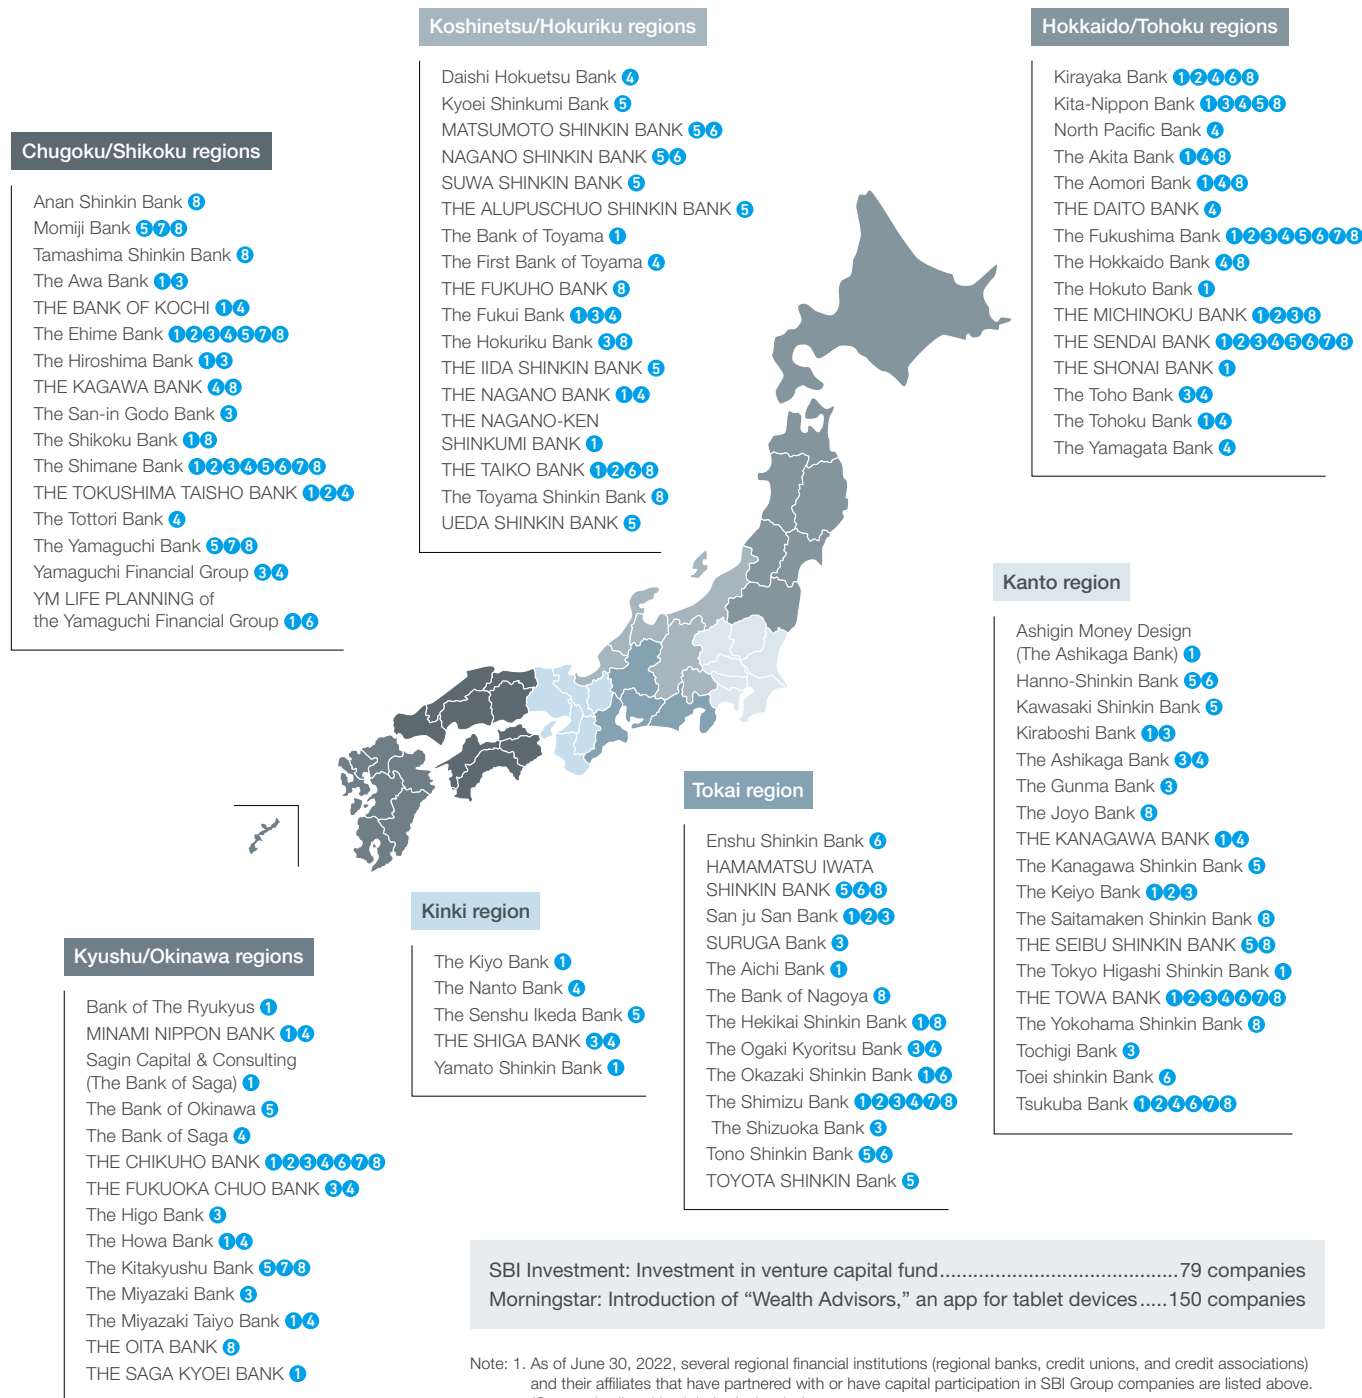 Koshinetsu/Hokuriku regions
Daishi Hokuetsu Bank ④
Kyoei Shinkumi Bank ⑤
MATSUMOTO SHINKIN BANK ⑤⑥
NAGANO SHINKIN BANK ⑤⑥
SUWA SHINKIN BANK ⑤
THE ALUPUSCHUO SHINKIN BANK ⑤
The Bank of Toyama ①
The First Bank of Toyama ④
THE FUKUHO BANK ⑧
The Fukui Bank ①③④
The Hokuriku Bank ③⑧
THE IIDA SHINKIN BANK ⑤
THE NAGANO BANK ①④
THE NAGANO-KEN
SHINKUMI BANK ①
THE TAIKO BANK ①②⑥⑧
The Toyama Shinkin Bank ⑧
UEDA SHINKIN BANK ⑤
Hokkaido/Tohoku regions
Kirayaka Bank ①②④⑥⑧
Kita-Nippon Bank ①③④⑤⑧
North Pacific Bank ④
The Akita Bank ①④⑧
The Aomori Bank ①④⑧
THE DAITO BANK ④
The Fukushima Bank ①②③④⑤⑥⑦⑧
The Hokkaido Bank ④⑧
The Hokuto Bank ①
THE MICHINOKU BANK ①②③⑧
THE SENDAI BANK ①②③④⑤⑥⑦⑧
THE SHONAI BANK ①
The Toho Bank ③④
The Tohoku Bank ①④
The Yamagata Bank ④
Chugoku/Shikoku regions
Anan Shinkin Bank ⑧
Momiji Bank ⑤⑦⑧
Tamashima Shinkin Bank ⑧
The Awa Bank ①③
THE BANK OF KOCHI ①④
The Ehime Bank ①②③④⑤⑦⑧
The Hiroshima Bank ①③
THE KAGAWA BANK ④⑧
The San-in Godo Bank ③
The Shikoku Bank ①⑧
The Shimane Bank ①②③④⑤⑥⑦⑧
THE TOKUSHIMA TAISHO BANK ①②④
The Tottori Bank ④
The Yamaguchi Bank ⑤⑦⑧
Yamaguchi Financial Group ③④
YM LIFE PLANNING of
the Yamaguchi Financial Group ①⑥
Kanto region
Ashigin Money Design
(The Ashikaga Bank) ①
Hanno-Shinkin Bank ⑤⑥
Kawasaki Shinkin Bank ⑤
Kiraboshi Bank ①③
The Ashikaga Bank ③④
The Gunma Bank ③
The Joyo Bank ⑧
THE KANAGAWA BANK ①④
The Kanagawa Shinkin Bank ⑤
The Keiyo Bank ①②③
The Saitamaken Shinkin Bank ⑧
THE SEIBU SHINKIN BANK ⑤⑧
The Tokyo Higashi Shinkin Bank ①
THE TOWA BANK ①②③④⑥⑦⑧
The Yokohama Shinkin Bank ⑧
Tochigi Bank ③
Toei shinkin Bank ⑥
Tsukuba Bank ①②④⑥⑦⑧
Tokai region
Enshu Shinkin Bank ⑥
HAMAMATSU IWATA
SHINKIN BANK ⑤⑥⑧
San ju San Bank ①②③
SURUGA Bank ③
The Aichi Bank ①
The Bank of Nagoya ⑧
The Hekikai Shinkin Bank ①⑧
The Ogaki Kyoritsu Bank ③④
The Okazaki Shinkin Bank ①⑥
The Shimizu Bank ①②③④⑦⑧
The Shizuoka Bank ③
Tono Shinkin Bank ⑤⑥
TOYOTA SHINKIN Bank ⑤
Kinki region
The Kiyo Bank ①
The Nanto Bank ④
The Senshu Ikeda Bank ⑤
THE SHIGA BANK ③④
Yamato Shinkin Bank ①
Kyushu/Okinawa regions
Bank of The Ryukyus ①
MINAMI NIPPON BANK ①④
Sagin Capital & Consulting
(The Bank of Saga) ①
The Bank of Okinawa ⑤
The Bank of Saga ④
THE CHIKUHO BANK ①②③④⑥⑦⑧
THE FUKUOKA CHUO BANK ③④
The Higo Bank ③
The Howa Bank ①④
The Kitakyushu Bank ⑤⑦⑧
The Miyazaki Bank ③
The Miyazaki Taiyo Bank ①④
THE OITA BANK ⑧
THE SAGA KYOEI BANK ①
SBI Investment: Investment in venture capital fund..........................................79 companies
Morningstar: Introduction of “Wealth Advisors,” an app for tablet devices.....150 companies
Note: 1. As of June 30, 2022, several regional financial institutions (regional banks, credit unions, and credit associations)
and their affiliates that have partnered with or have capital participation in SBI Group companies are listed above.